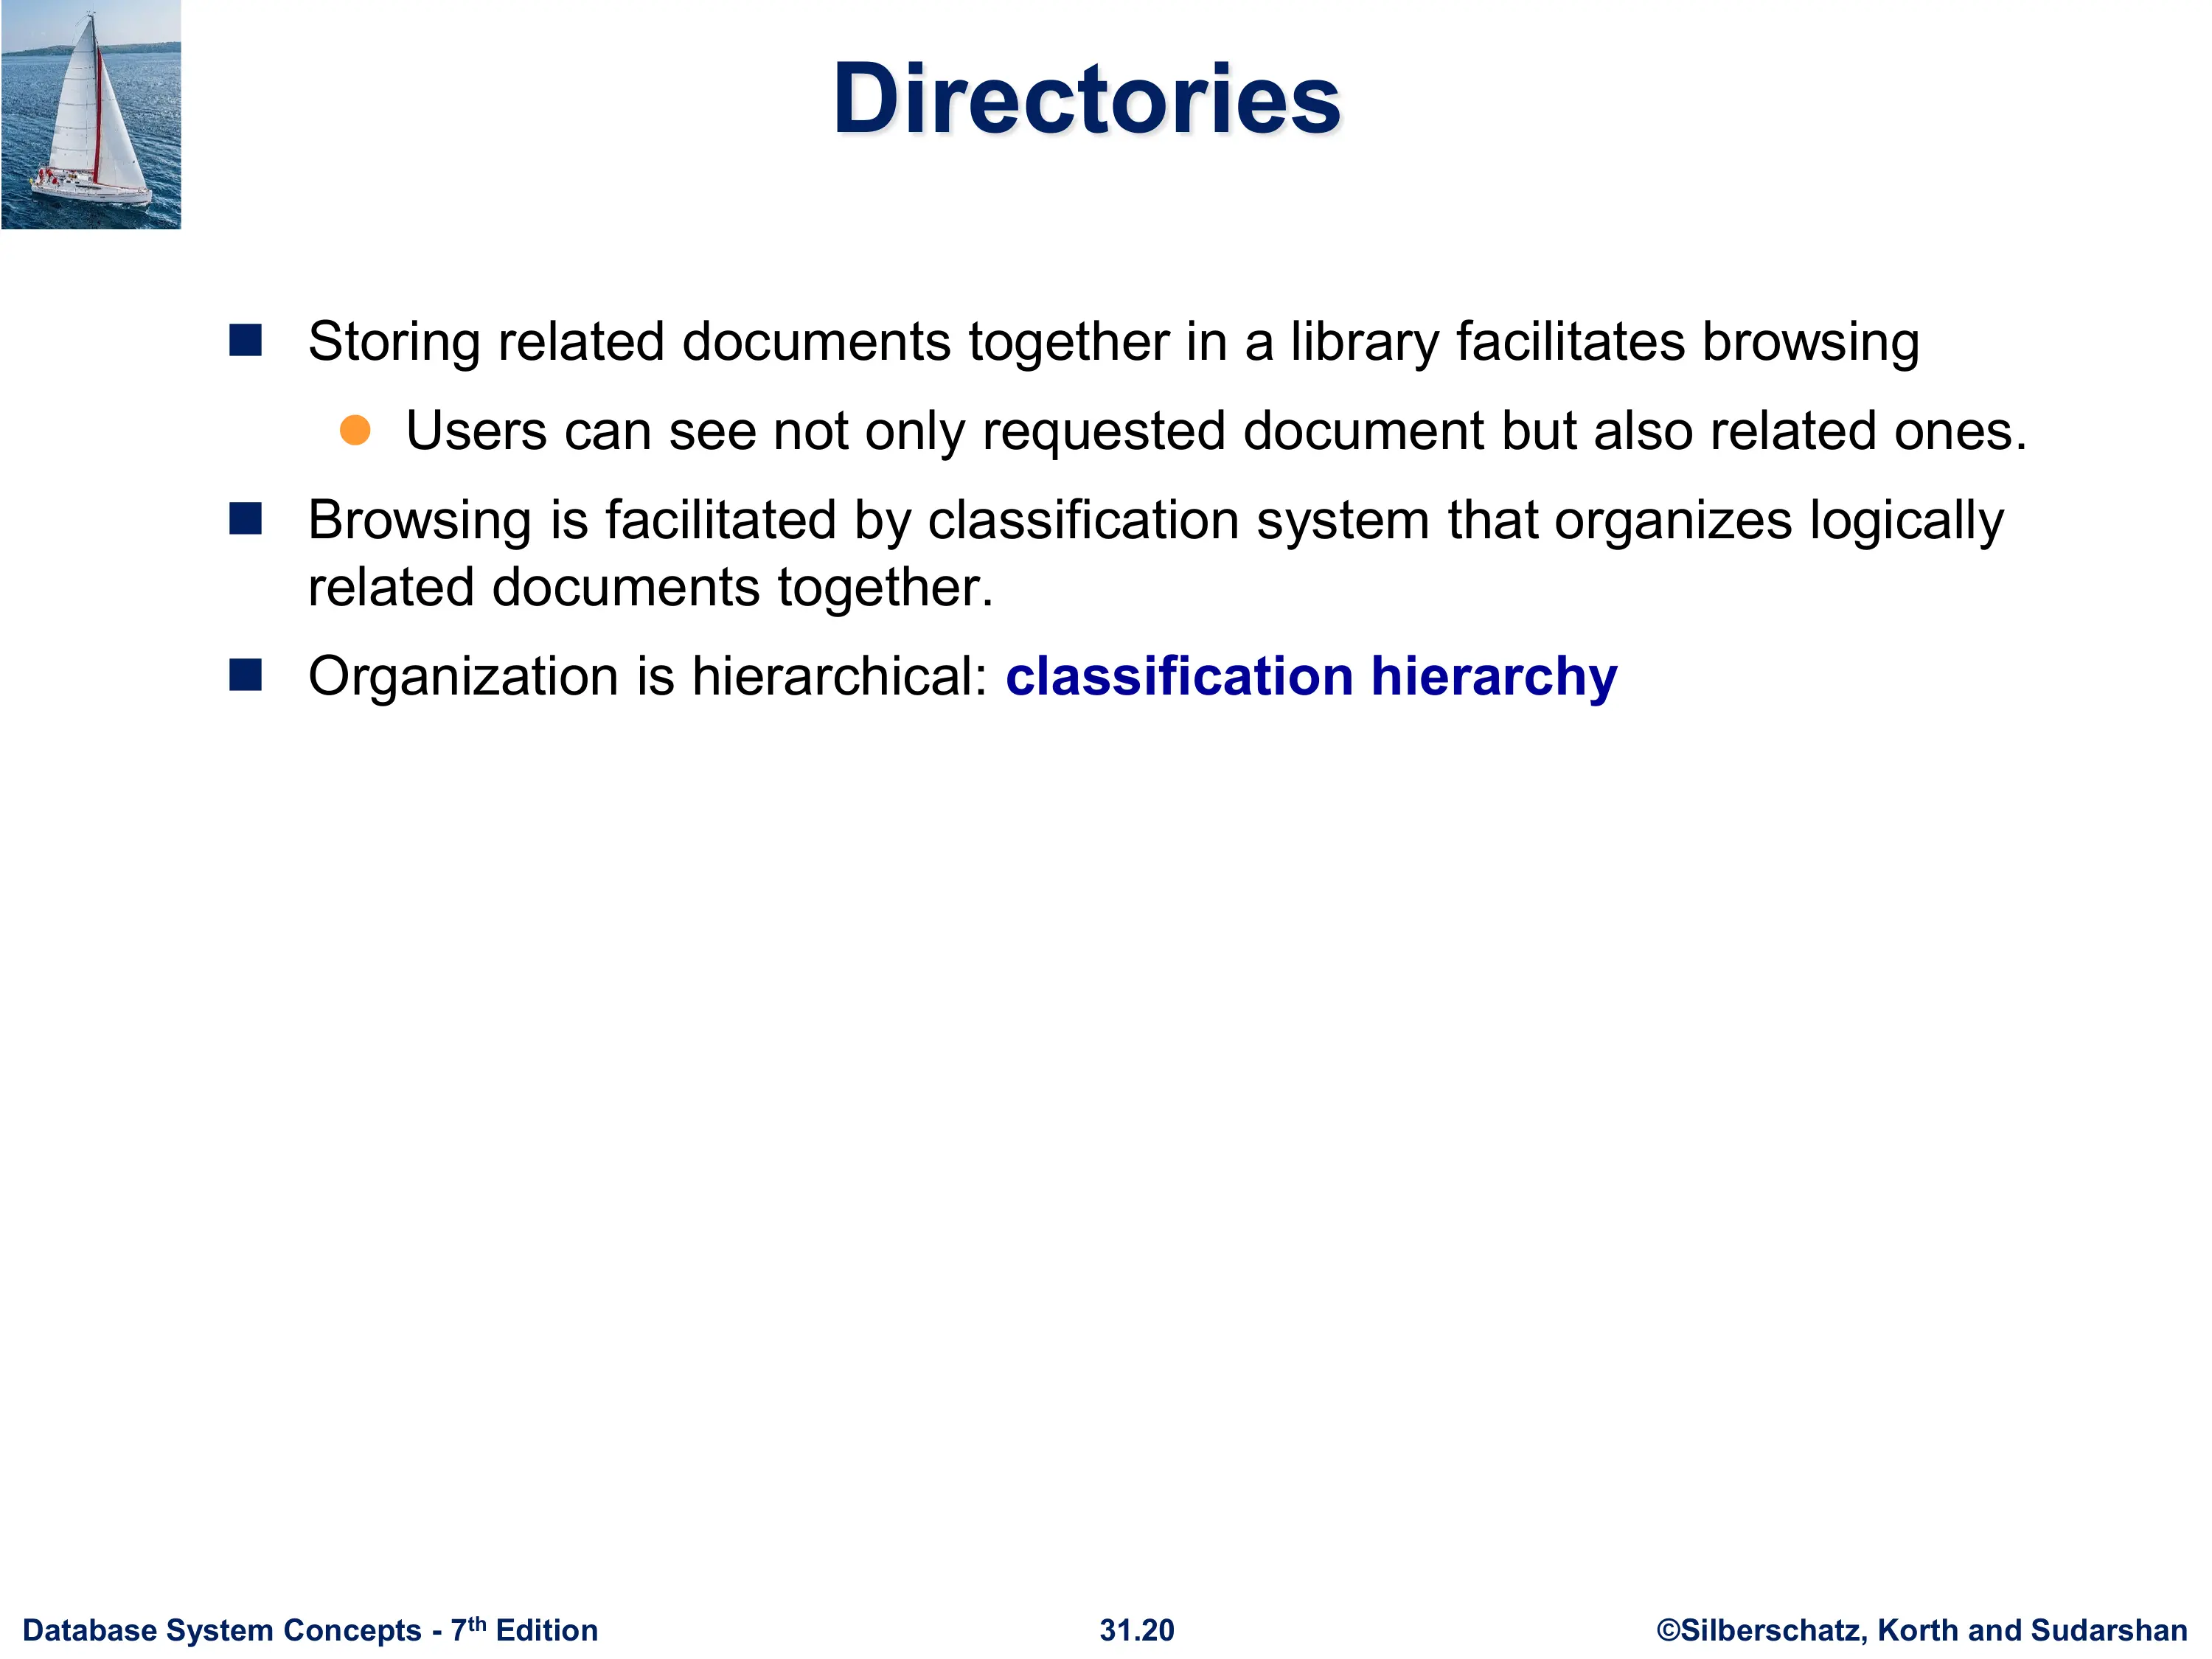 Directories
Storing related documents together in a library facilitates browsing
Users can see not only requested document but also related ones.
Browsing is facilitated by classification system that organizes logically
related documents together.
Organization is hierarchical: classification hierarchy
Database System Concepts - 7th Edition
31.20
©Silberschatz, Korth and Sudarshan